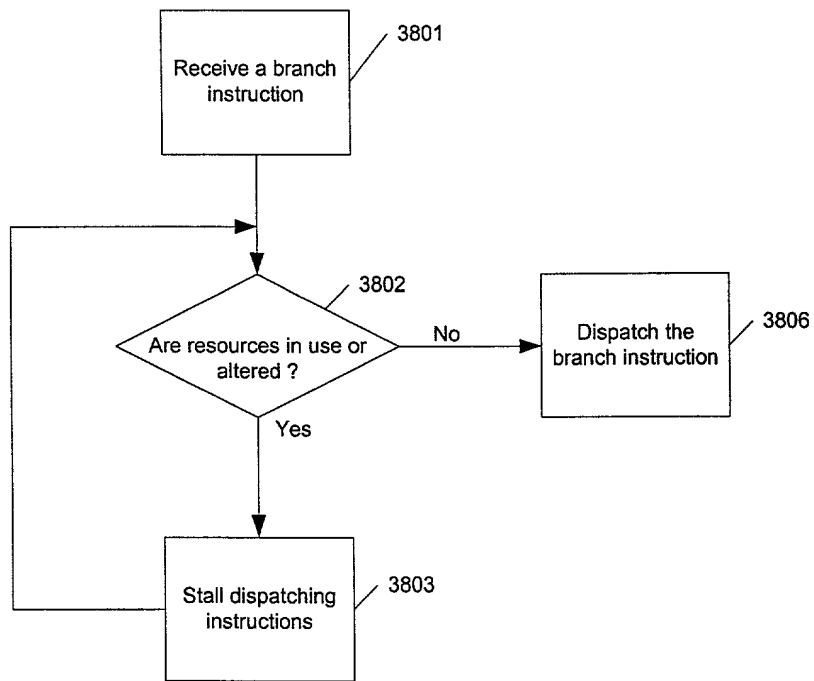 3801
Receive a branch
instruction
3802
Are resources in use or
altered ?
No
Dispatch the
branch instruction
3806
Yes
Stall dispatching
instructions
3803